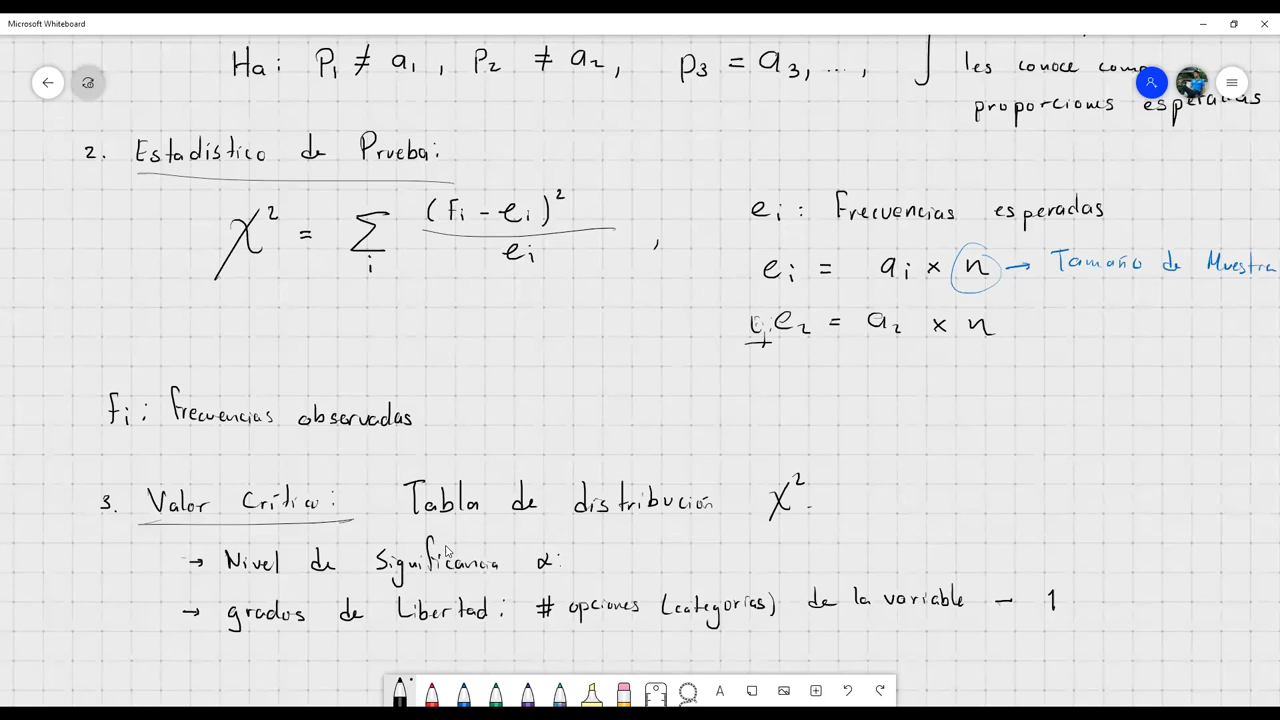 Microsoft Whiteboard
Ha: P1 ≠ a1, P2 ≠ a2, p3 = a3, ...,
les conoce como
proporciones esperadas
2. Estadístico de Prueba:
χ² = Σi (fi - ei)² / ei ,
ei : Frecuencias esperadas
ei = ai × n → Tamaño de Muestra
e2 = a2 × n
fi : frecuencias observadas
3. Valor Crítico: Tabla de distribución χ².
→ Nivel de Significancia α:
→ grados de Libertad: # opciones (categorías) de la variable - 1
A